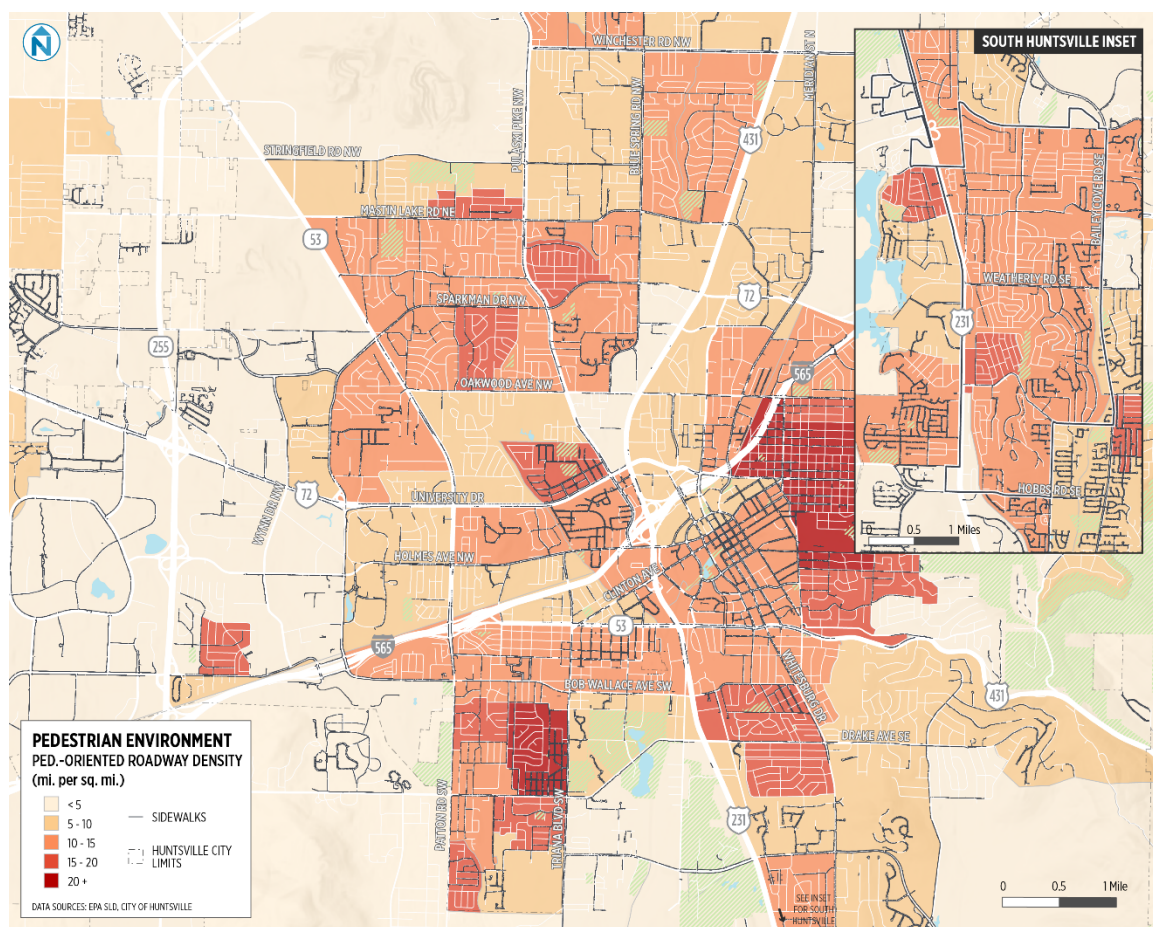 N
WINCHESTER RD NW
MERIDIAN ST N
SOUTH HUNTSVILLE INSET
PULASKI PIKE NW
BLUE SPRING RD NW
431
STRINGFIELD RD NW
MASTIN LAKE RD NE
53
BAILEY COVE RD SE
WEATHERLY RD SE
72
SPARKMAN DR NW
231
255
565
OAKWOOD AVE NW
72
UNIVERSITY DR
HOBBS RD SE
WYNN DR NW
0 0.5 1 Miles
HOLMES AVE NW
CLINTON AVE
53
565
WHITESBURG DR
BOB WALLACE AVE SW
431
DRAKE AVE SE
PEDESTRIAN ENVIRONMENT
PED.-ORIENTED ROADWAY DENSITY
(mi. per sq. mi.)
< 5
5 - 10
10 - 15
15 - 20
20 +
SIDEWALKS
HUNTSVILLE CITY
LIMITS
DATA SOURCES: EPA SLD, CITY OF HUNTSVILLE
PATTON RD SW
TRIANA BLVD SW
231
SEE INSET
FOR SOUTH
HUNTSVILLE
0 0.5 1 Mile